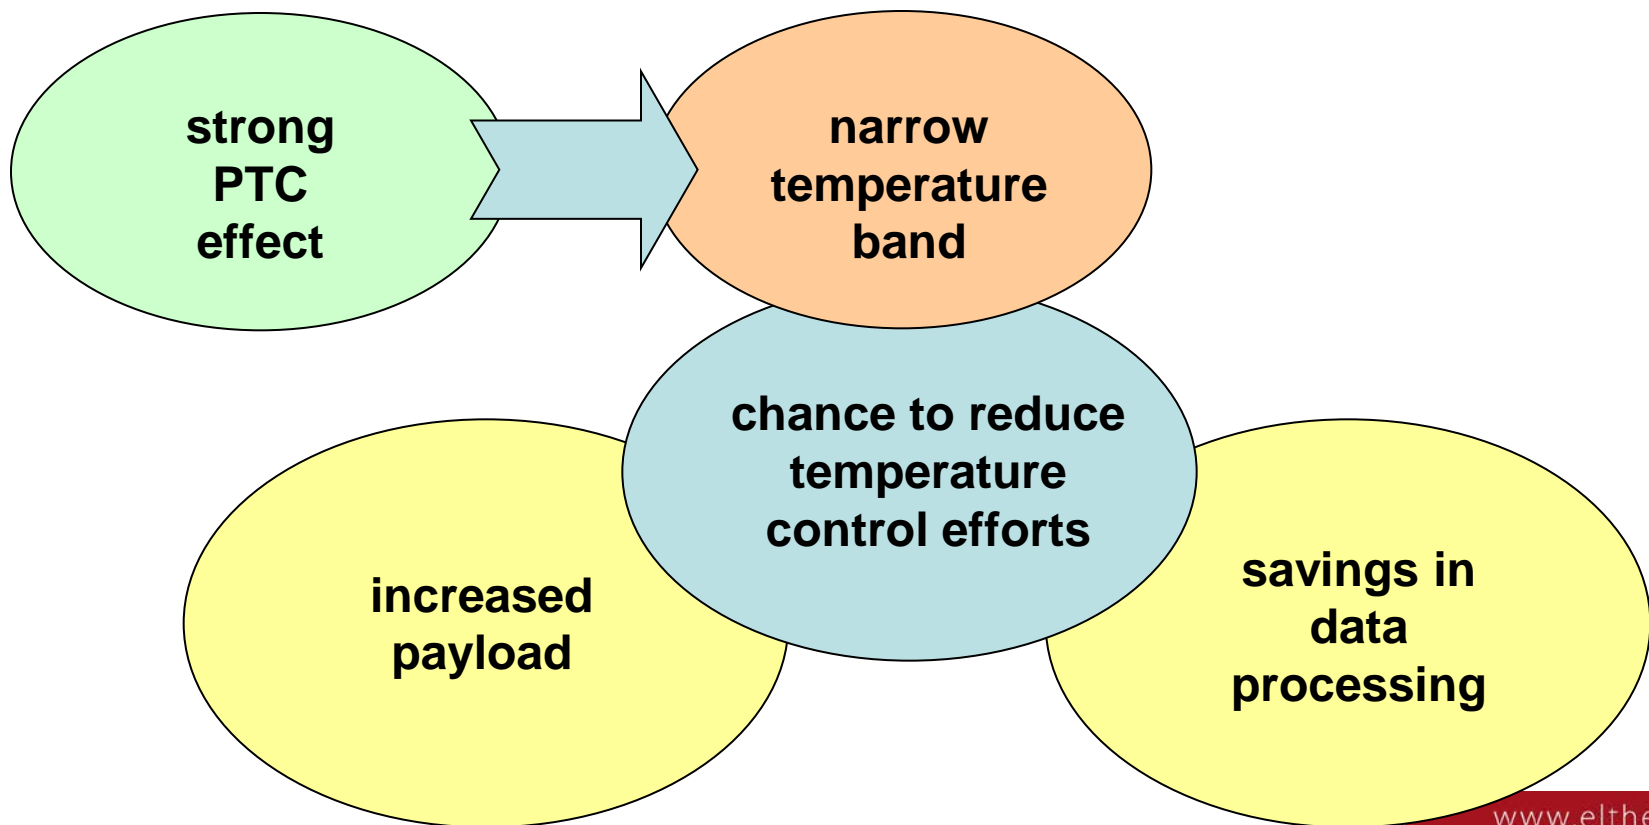 strong
PTC
effect
narrow
temperature
band
chance to reduce
temperature
control efforts
increased
payload
savings in
data
processing